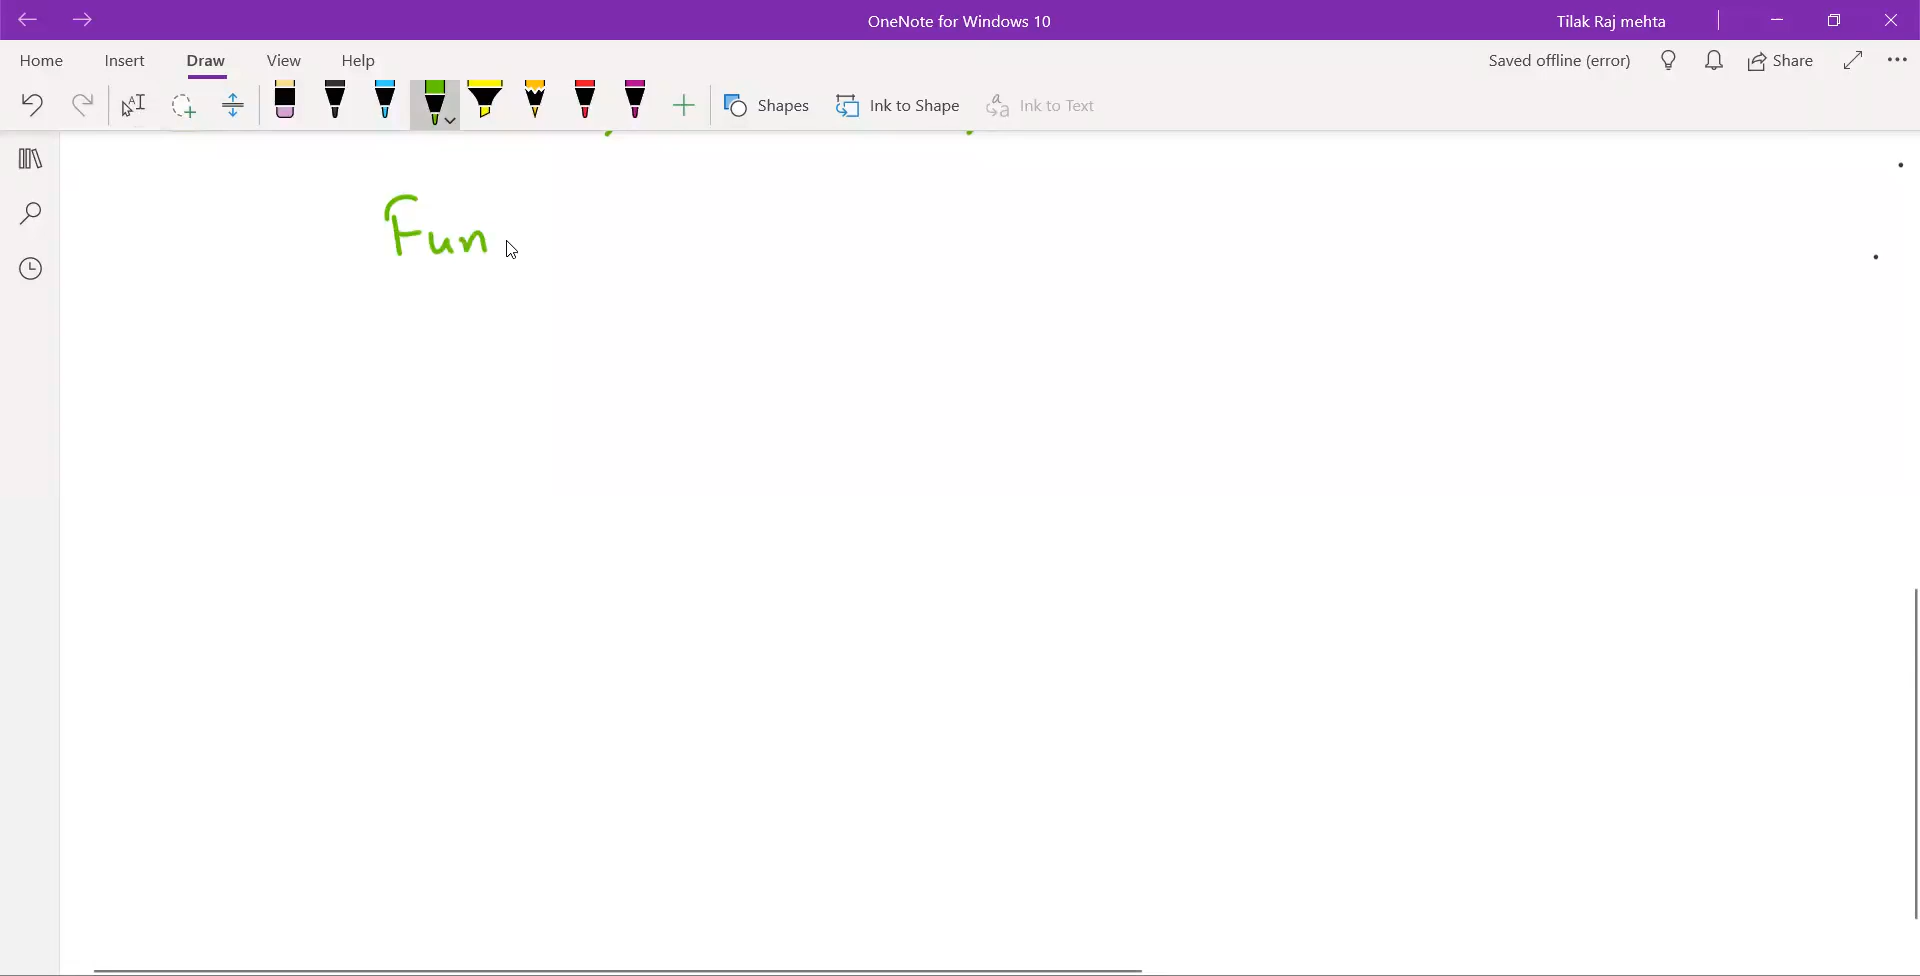 OneNote for Windows 10
Tilak Raj mehta
Home Insert Draw View Help
Saved offline (error) Share
Shapes Ink to Shape Ink to Text
Fun